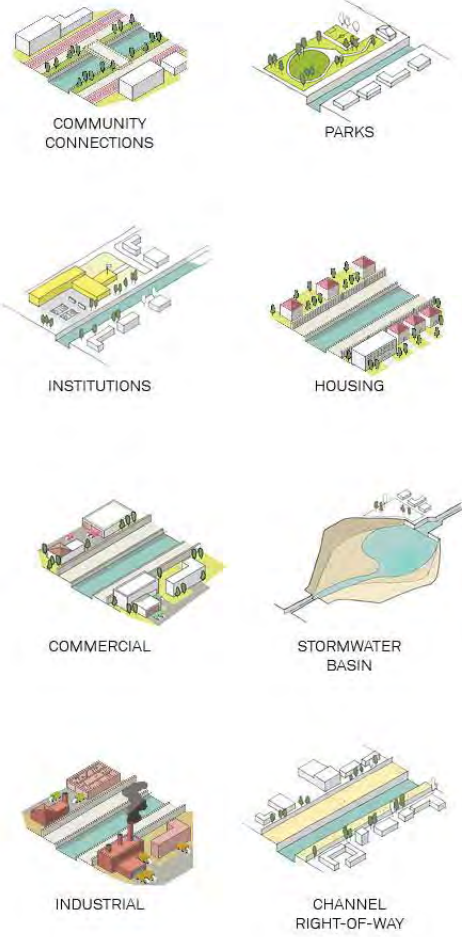 COMMUNITY
CONNECTIONS
PARKS
INSTITUTIONS
HOUSING
COMMERCIAL
STORMWATER
BASIN
INDUSTRIAL
CHANNEL
RIGHT-OF-WAY